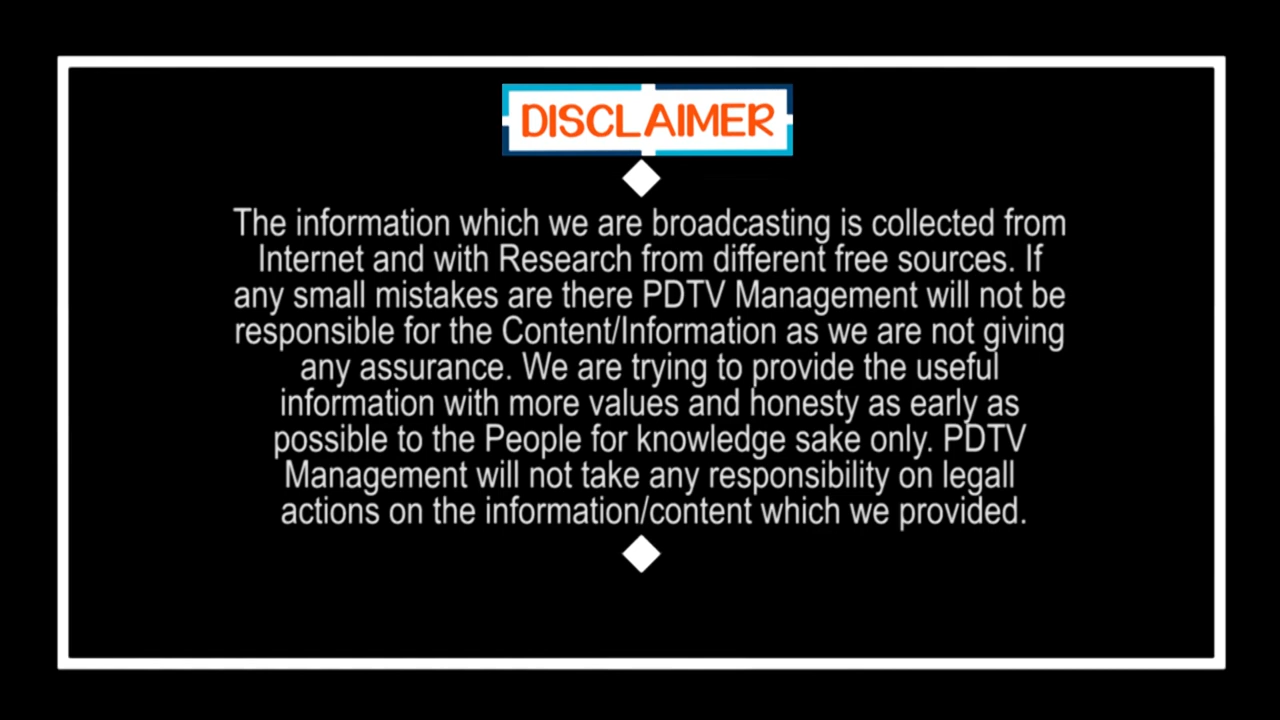 DISCLAIMER
The information which we are broadcasting is collected from
Internet and with Research from different free sources. If
any small mistakes are there PDTV Management will not be
responsible for the Content/Information as we are not giving
any assurance. We are trying to provide the useful
information with more values and honesty as early as
possible to the People for knowledge sake only. PDTV
Management will not take any responsibility on legall
actions on the information/content which we provided.